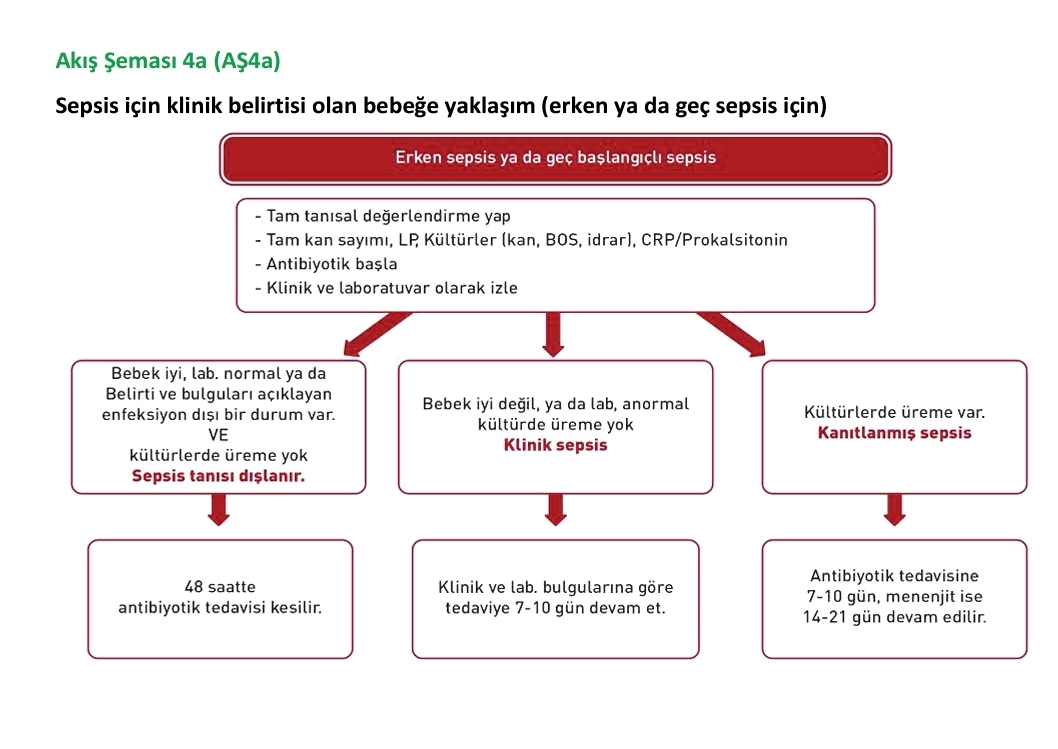 Akış Şeması 4a (AŞ4a)
Sepsis için klinik belirtisi olan bebeğe yaklaşım (erken ya da geç sepsis için)
Erken sepsis ya da geç başlangıçlı sepsis
- Tam tanısal değerlendirme yap
- Tam kan sayımı, LP, Kültürler (kan, BOS, idrar), CRP/Prokalsitonin
- Antibiyotik başla
- Klinik ve laboratuvar olarak izle
Bebek iyi, lab. normal ya da
Belirti ve bulguları açıklayan
enfeksiyon dışı bir durum var.
VE
kültürlerde üreme yok
Sepsis tanısı dışlanır.
Bebek iyi değil, ya da lab, anormal
kültürde üreme yok
Klinik sepsis
Kültürlerde üreme var.
Kanıtlanmış sepsis
48 saatte
antibiyotik tedavisi kesilir.
Klinik ve lab. bulgularına göre
tedaviye 7-10 gün devam et.
Antibiyotik tedavisine
7-10 gün, menenjit ise
14-21 gün devam edilir.